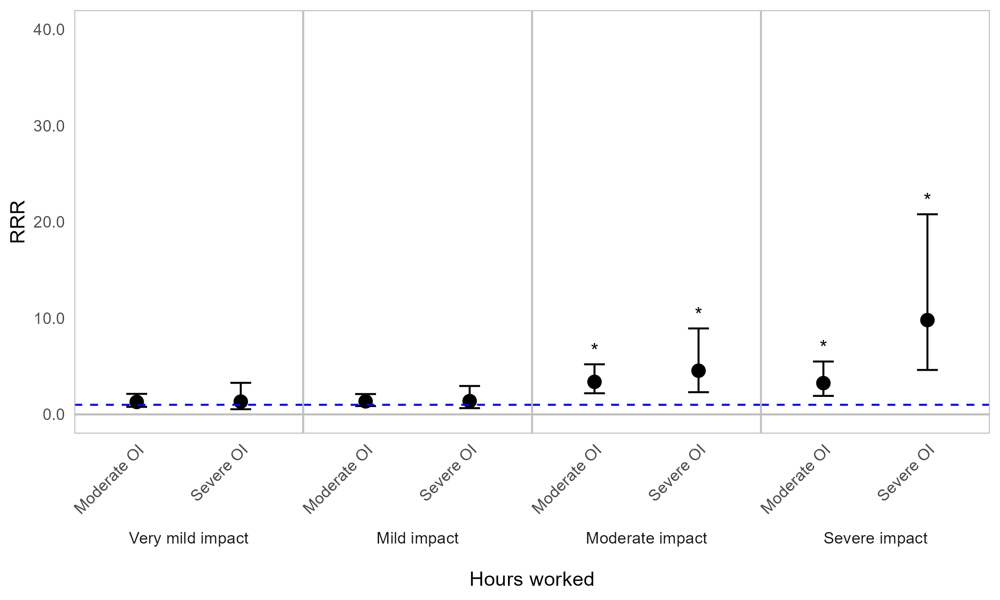 40.0
30.0
20.0
10.0
0.0
RRR
*
*
*
*
Moderate OI
Severe OI
Moderate OI
Severe OI
Moderate OI
Severe OI
Moderate OI
Severe OI
Very mild impact
Mild impact
Moderate impact
Severe impact
Hours worked